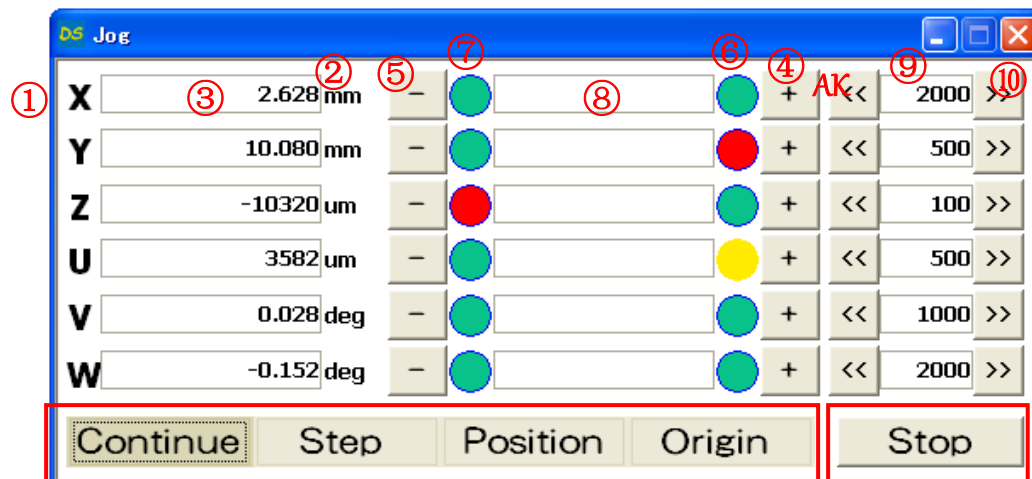 DS Jog
⑦ ⑥
① X ③ 2.628 ② mm ⑤ - ⑧ ④ + AK << ⑨ 2000 ⑩ >>
Y 10.080 mm - + << 500 >>
Z -10320 um - + << 100 >>
U 3582 um - + << 500 >>
V 0.028 deg - + << 1000 >>
W -0.152 deg - + << 2000 >>
Continue Step Position Origin Stop